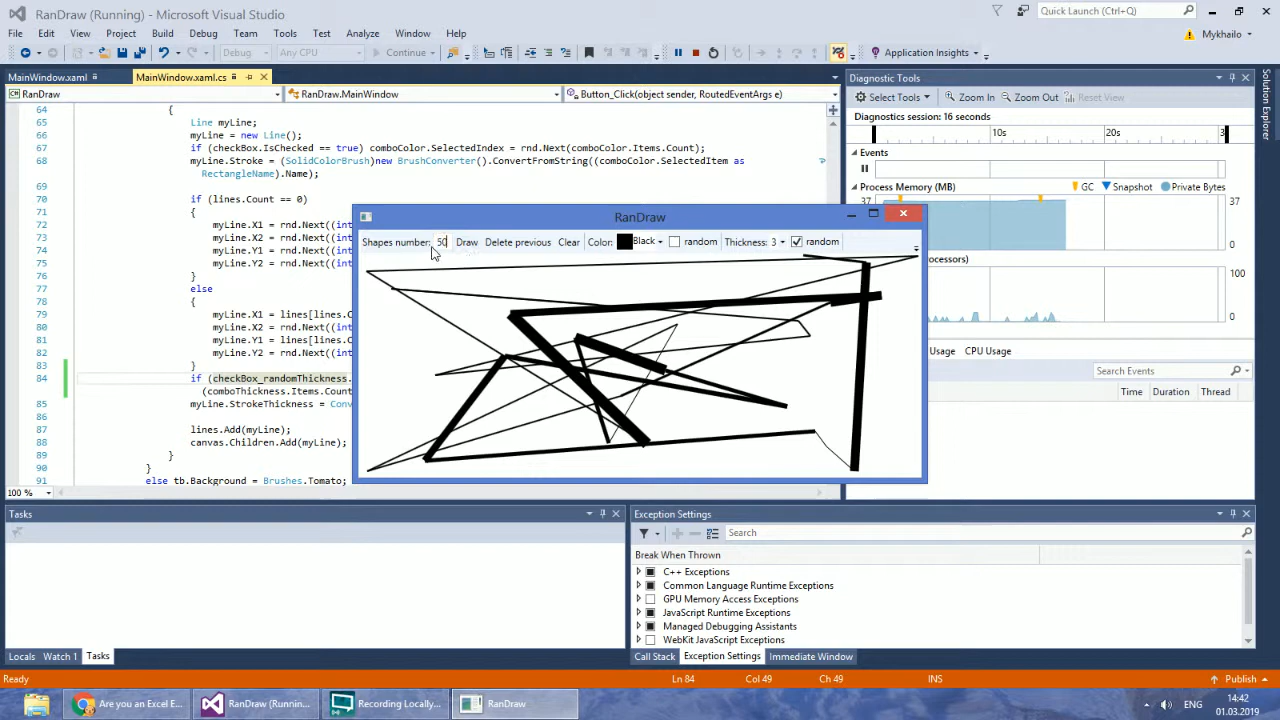 RanDraw (Running) - Microsoft Visual Studio
Quick Launch (Ctrl+Q)
File Edit View Project Build Debug Team Tools Test Analyze Window Help
Mykhailo
Debug Any CPU Continue Application Insights
MainWindow.xaml MainWindow.xaml.cs
RanDraw RanDraw.MainWindow Button_Click(object sender, RoutedEventArgs e)
64 {
65 Line myLine;
66 myLine = new Line();
67 if (checkBox.IsChecked == true) comboColor.SelectedIndex = rnd.Next(comboColor.Items.Count);
68 myLine.Stroke = (SolidColorBrush)new BrushConverter().ConvertFromString((comboColor.SelectedItem as
RectangleName).Name);
69
70 if (lines.Count == 0)
71 {
72 myLine.X1 = rnd.Next((int
73 myLine.X2 = rnd.Next((int
74 myLine.Y1 = rnd.Next((int
75 myLine.Y2 = rnd.Next((int
76 }
77 else
78 {
79 myLine.X1 = lines[lines.C
80 myLine.X2 = rnd.Next((int
81 myLine.Y1 = lines[lines.C
82 myLine.Y2 = rnd.Next((int
83 }
84 if (checkBox_randomThickness.
(comboThickness.Items.Count
85 myLine.StrokeThickness = Conv
86
87 lines.Add(myLine);
88 canvas.Children.Add(myLine);
89 }
90 }
91 else tb.Background = Brushes.Tomato;
100 %
RanDraw
Shapes number: 50 Draw Delete previous Clear Color: Black random Thickness: 3 random
Diagnostic Tools
Select Tools Zoom In Zoom Out Reset View
Diagnostics session: 16 seconds
10s 20s 3
Events
Process Memory (MB) GC Snapshot Private Bytes
37 37
0 0
rocessors)
100
0
Usage CPU Usage
Search Events
Time Duration Thread
Solution Explorer
Tasks
Locals Watch 1 Tasks
Exception Settings
Search
Break When Thrown
C++ Exceptions
Common Language Runtime Exceptions
GPU Memory Access Exceptions
JavaScript Runtime Exceptions
Managed Debugging Assistants
WebKit JavaScript Exceptions
Call Stack Exception Settings Immediate Window
Ready Ln 84 Col 49 Ch 49 INS Publish
Are you an Excel E... RanDraw (Runnin... Recording Locally... RanDraw
ENG
14:42
01.03.2019